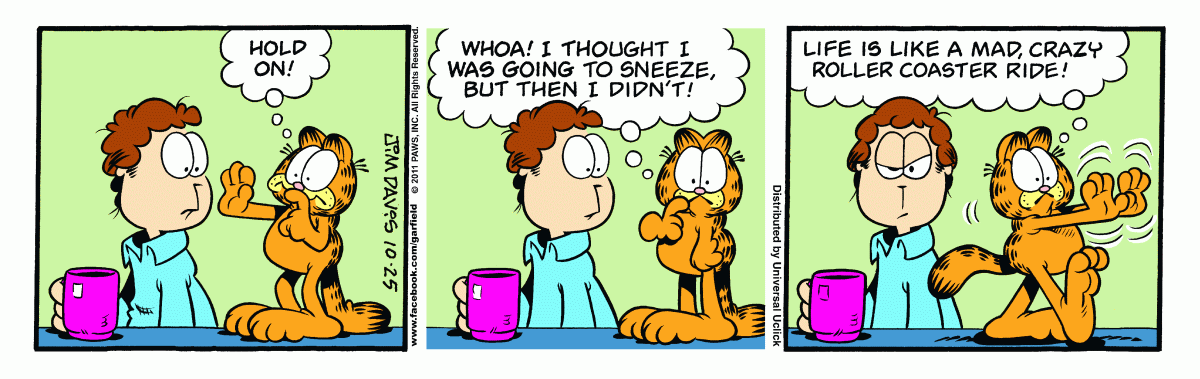 HOLD
ON!
JIM DAVIS 10·25
www.facebook.com/garfield © 2011 PAWS, INC. All Rights Reserved.
WHOA! I THOUGHT I
WAS GOING TO SNEEZE,
BUT THEN I DIDN'T!
Distributed by Universal Uclick
LIFE IS LIKE A MAD, CRAZY
ROLLER COASTER RIDE!